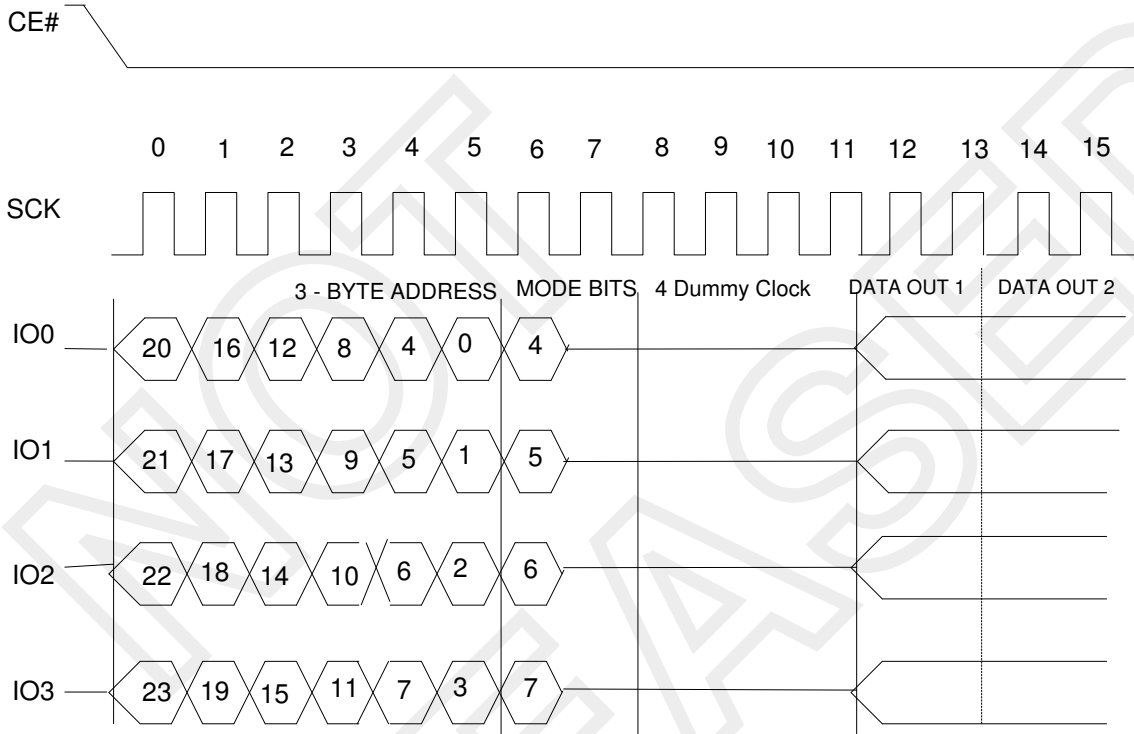 CE#
0 1 2 3 4 5 6 7 8 9 10 11 12 13 14 15
SCK
3 - BYTE ADDRESS MODE BITS 4 Dummy Clock DATA OUT 1 DATA OUT 2
IO0 20 16 12 8 4 0 4
IO1 21 17 13 9 5 1 5
IO2 22 18 14 10 6 2 6
IO3 23 19 15 11 7 3 7
NOT
EASED